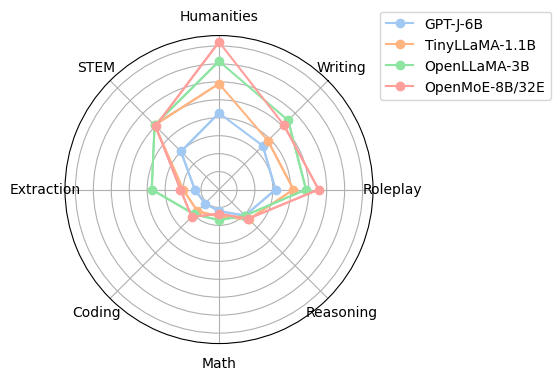 Humanities
GPT-J-6B
TinyLLaMA-1.1B
OpenLLaMA-3B
OpenMoE-8B/32E
STEM
Writing
Extraction
Roleplay
Coding
Reasoning
Math